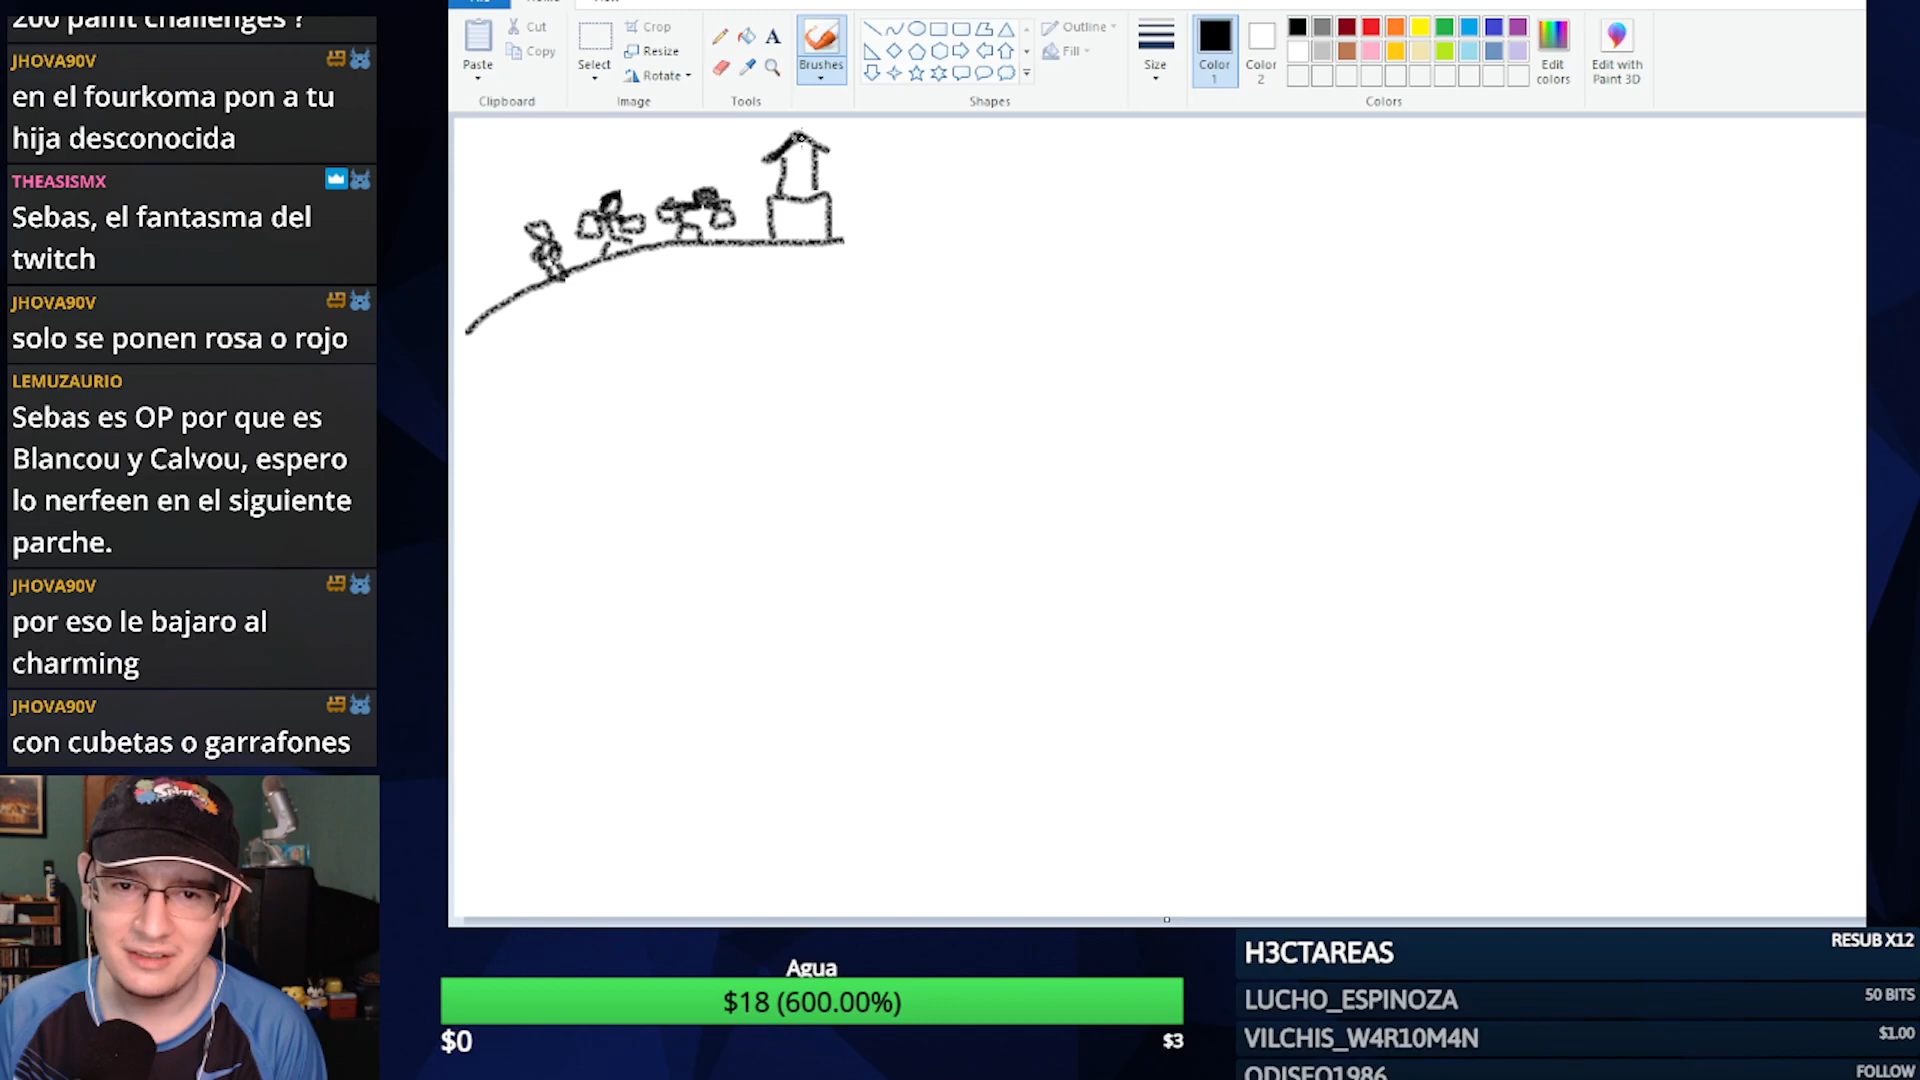 200 paint challenges ?
JHOVA90V
en el fourkoma pon a tu
hija desconocida
THEASISMX
Sebas, el fantasma del
twitch
JHOVA90V
solo se ponen rosa o rojo
LEMUZAURIO
Sebas es OP por que es
Blancou y Calvou, espero
lo nerfeen en el siguiente
parche.
JHOVA90V
por eso le bajaro al
charming
JHOVA90V
con cubetas o garrafones
Paste
Cut
Copy
Clipboard
Select
Crop
Resize
Rotate
Image
Tools
Brushes
Shapes
Outline
Fill
Size
Color
1
Color
2
Colors
Edit
colors
Edit with
Paint 3D
Agua
$18 (600.00%)
$0
$3
H3CTAREAS
RESUB X12
LUCHO_ESPINOZA
50 BITS
VILCHIS_W4R10M4N
$1.00
ODISEO1986
FOLLOW